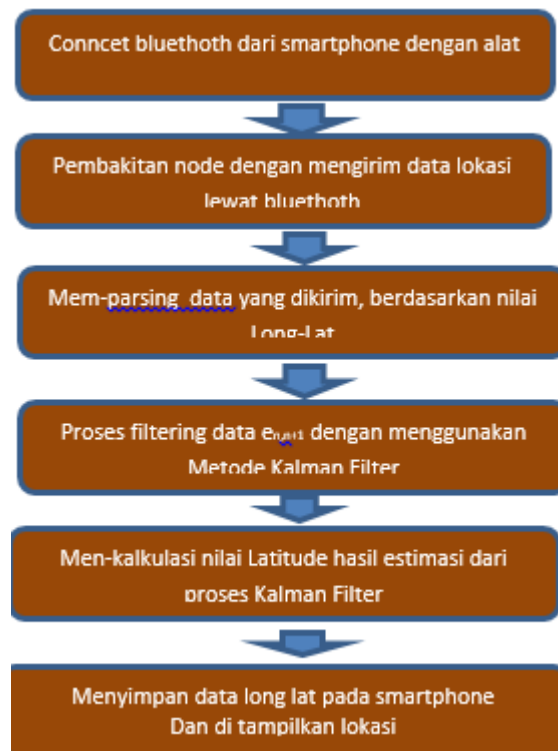 Conncet bluethoth dari smartphone dengan alat
Pembakitan node dengan mengirim data lokasi
lewat bluethoth
Mem-parsing data yang dikirim, berdasarkan nilai
Long-Lat
Proses filtering data dengan menggunakan
Metode Kalman Filter
Men-kalkulasi nilai Latitude hasil estimasi dari
proses Kalman Filter
Menyimpan data long lat pada smartphone
Dan di tampilkan lokasi